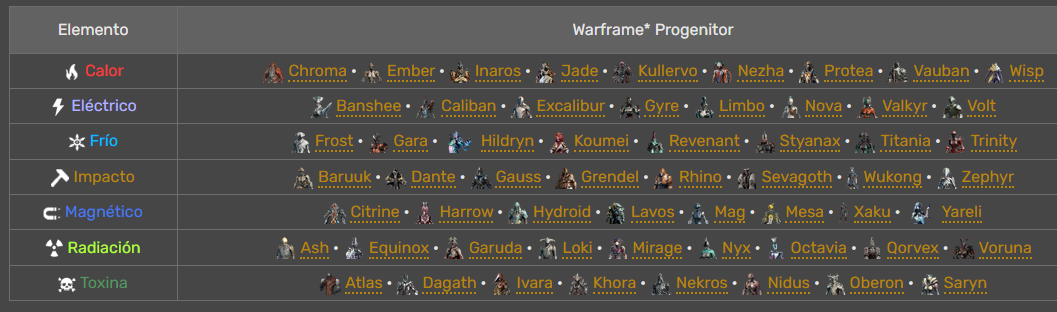 Elemento Warframe* Progenitor
Calor Chroma • Ember • Inaros • Jade • Kullervo • Nezha • Protea • Vauban • Wisp
Eléctrico Banshee • Caliban • Excalibur • Gyre • Limbo • Nova • Valkyr • Volt
Frío Frost • Gara • Hildryn • Koumei • Revenant • Styanax • Titania • Trinity
Impacto Baruuk • Dante • Gauss • Grendel • Rhino • Sevagoth • Wukong • Zephyr
Magnético Citrine • Harrow • Hydroid • Lavos • Mag • Mesa • Xaku • Yareli
Radiación Ash • Equinox • Garuda • Loki • Mirage • Nyx • Octavia • Qorvex • Voruna
Toxina Atlas • Dagath • Ivara • Khora • Nekros • Nidus • Oberon • Saryn